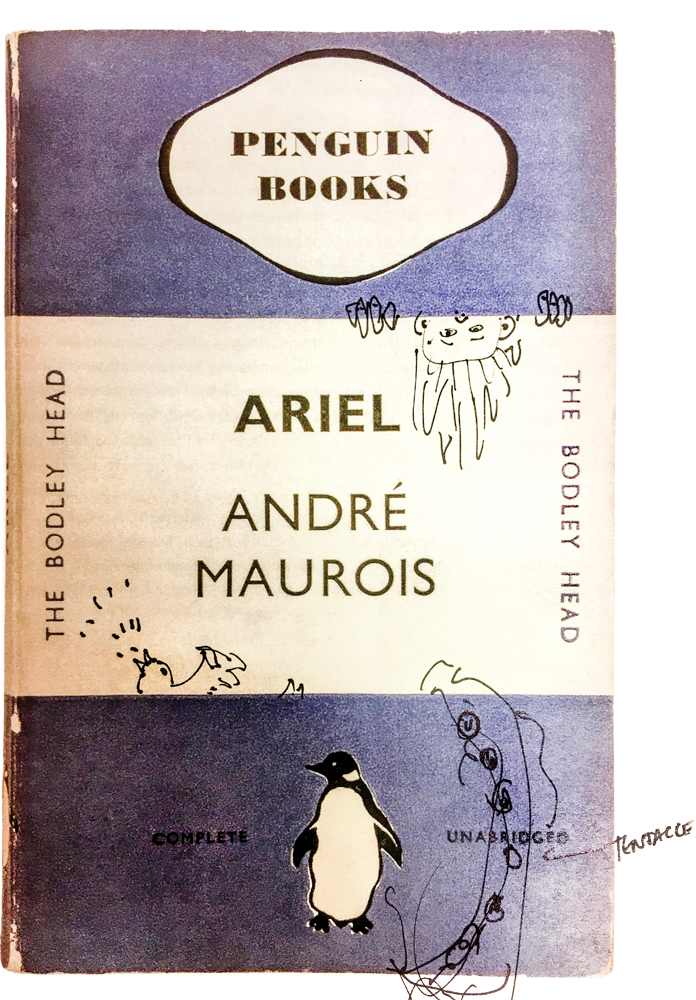 PENGUIN
BOOKS
THE BODLEY HEAD
ARIEL
ANDRÉ
MAUROIS
THE BODLEY HEAD
COMPLETE
UNABRIDGED
TENTACLE